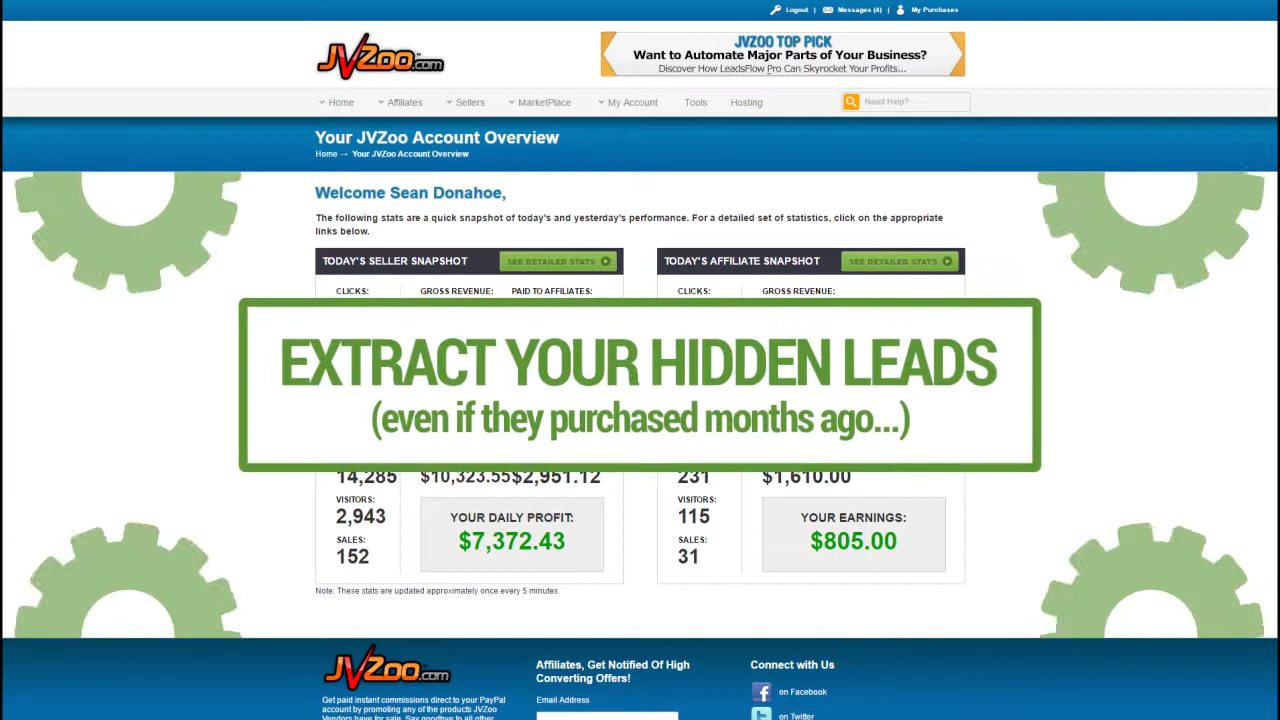 Logout | Messages (4) | My Purchases
JVZoo.com
JVZOO TOP PICK
Want to Automate Major Parts of Your Business?
Discover How LeadsFlow Pro Can Skyrocket Your Profits...
Home Affiliates Sellers MarketPlace My Account Tools Hosting Need Help?
Your JVZoo Account Overview
Home → Your JVZoo Account Overview
Welcome Sean Donahoe,
The following stats are a quick snapshot of today's and yesterday's performance. For a detailed set of statistics, click on the appropriate
links below.
TODAY'S SELLER SNAPSHOT SEE DETAILED STATS
CLICKS: GROSS REVENUE: PAID TO AFFILIATES:
TODAY'S AFFILIATE SNAPSHOT SEE DETAILED STATS
CLICKS: GROSS REVENUE:
EXTRACT YOUR HIDDEN LEADS
(even if they purchased months ago...)
14,285 $10,323.55 $2,951.12
VISITORS:
2,943
SALES:
152
YOUR DAILY PROFIT:
$7,372.43
231 $1,610.00
VISITORS:
115
SALES:
31
YOUR EARNINGS:
$805.00
Note: These stats are updated approximately once every 5 minutes.
JVZoo.com
Get paid instant commissions direct to your PayPal
account by promoting any of the products JVZoo
Vendors have for sale. Say goodbye to all other
Affiliates, Get Notified Of High
Converting Offers!
Email Address
Connect with Us
on Facebook
on Twitter